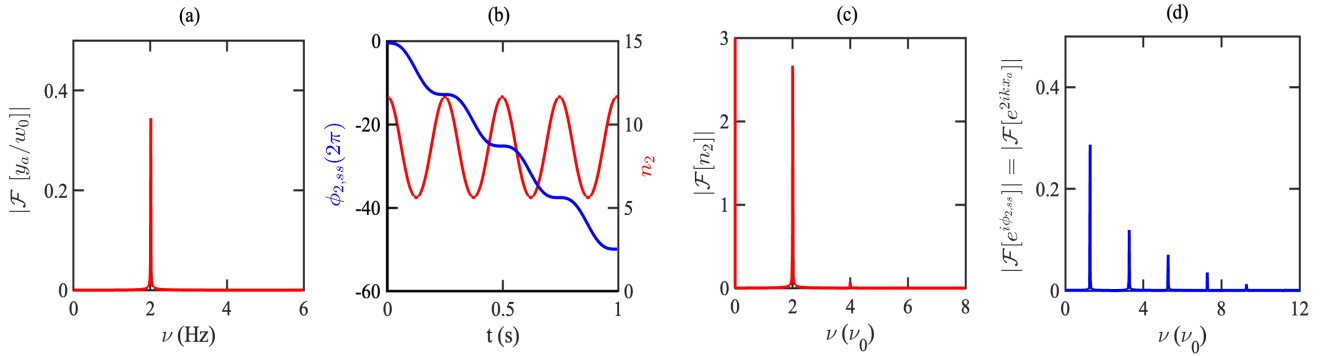 (a)
|ℱ [y_a/w_0]|
0.4
0.2
0
0 2 4 6
ν (Hz)
(b)
ϕ_{2,ss}(2π)
0
-20
-40
-60
15
10
5
0
n_2
0 0.5 1
t (s)
(c)
|ℱ[n_2]|
3
2
1
0
0 2 4 6 8
ν (ν_0)
(d)
|ℱ[e^{iϕ_{2,ss}}]| = |ℱ[e^{2ikx_a}]|
0.4
0.2
0
0 4 8 12
ν (ν_0)